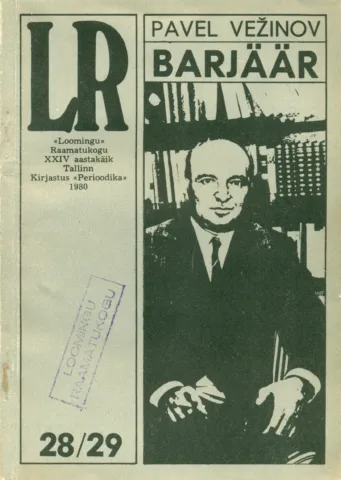 LR
«Loomingu»
Raamatukogu
XXIV aastakäik
Tallinn
Kirjastus «Perioodika»
1980
PAVEL VEŽINOV
BARJÄÄR
LOOMINGU
RAAMATUKOGU
28/29